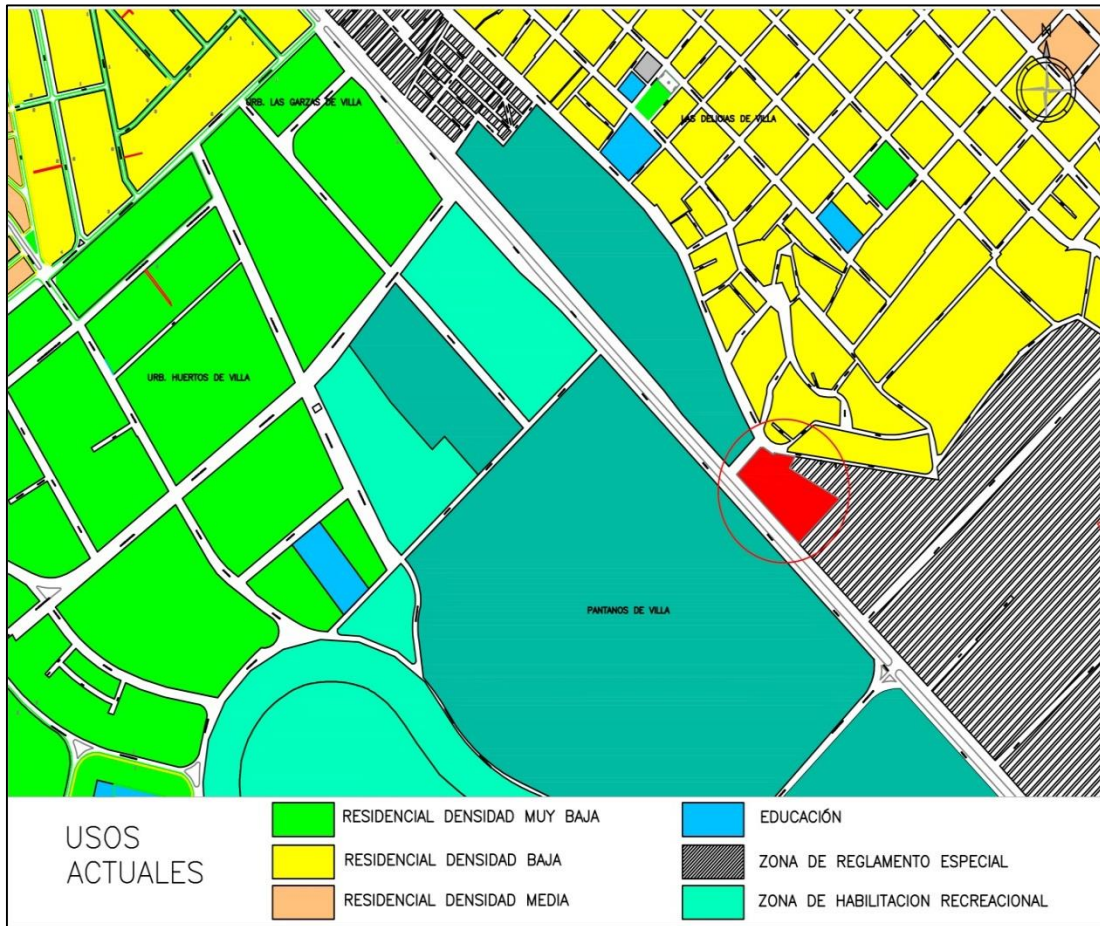 N
URB. LAS GARZAS DE VILLA
LAS DELICIAS DE VILLA
URB. HUERTOS DE VILLA
PANTANOS DE VILLA
USOS
ACTUALES
RESIDENCIAL DENSIDAD MUY BAJA
RESIDENCIAL DENSIDAD BAJA
RESIDENCIAL DENSIDAD MEDIA
EDUCACIÓN
ZONA DE REGLAMENTO ESPECIAL
ZONA DE HABILITACION RECREACIONAL